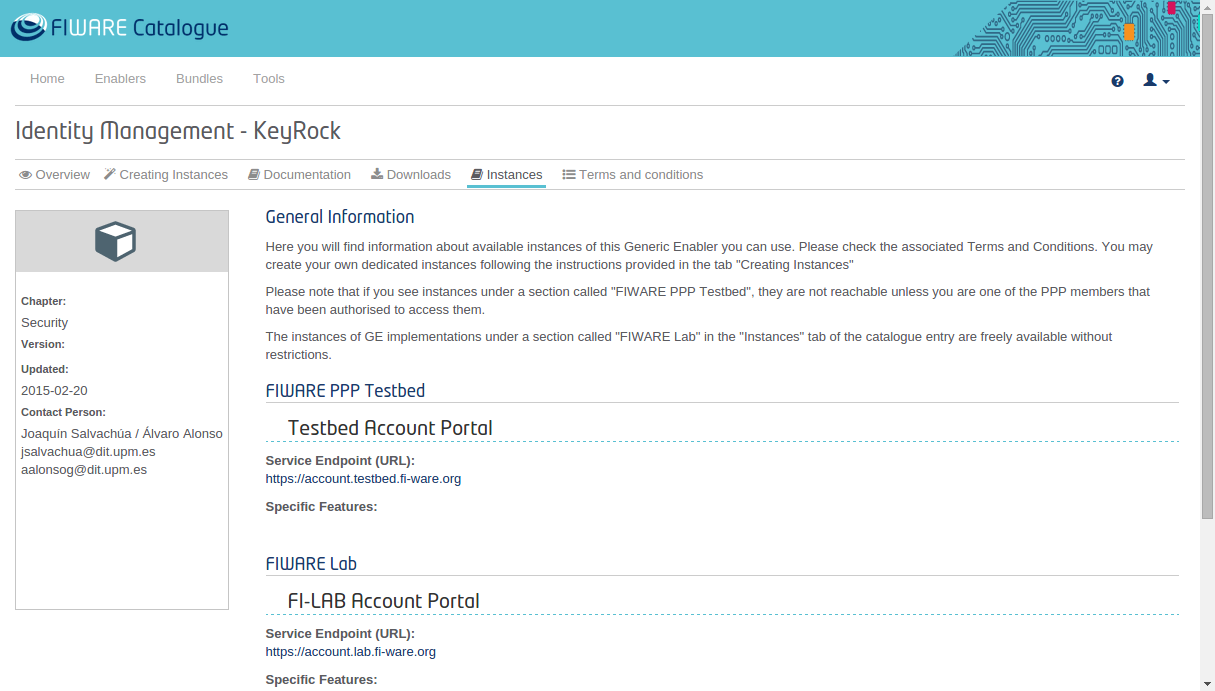 FIWARE Catalogue
Home Enablers Bundles Tools
Identity Management - KeyRock
Overview Creating Instances Documentation Downloads Instances Terms and conditions
Chapter:
Security
Version:
Updated:
2015-02-20
Contact Person:
Joaquín Salvachúa / Álvaro Alonso
jsalvachua@dit.upm.es
aalonsog@dit.upm.es
General Information
Here you will find information about available instances of this Generic Enabler you can use. Please check the associated Terms and Conditions. You may
create your own dedicated instances following the instructions provided in the tab "Creating Instances"
Please note that if you see instances under a section called "FIWARE PPP Testbed", they are not reachable unless you are one of the PPP members that
have been authorised to access them.
The instances of GE implementations under a section called "FIWARE Lab" in the "Instances" tab of the catalogue entry are freely available without
restrictions.
FIWARE PPP Testbed
Testbed Account Portal
Service Endpoint (URL):
https://account.testbed.fi-ware.org
Specific Features:
FIWARE Lab
FI-LAB Account Portal
Service Endpoint (URL):
https://account.lab.fi-ware.org
Specific Features: